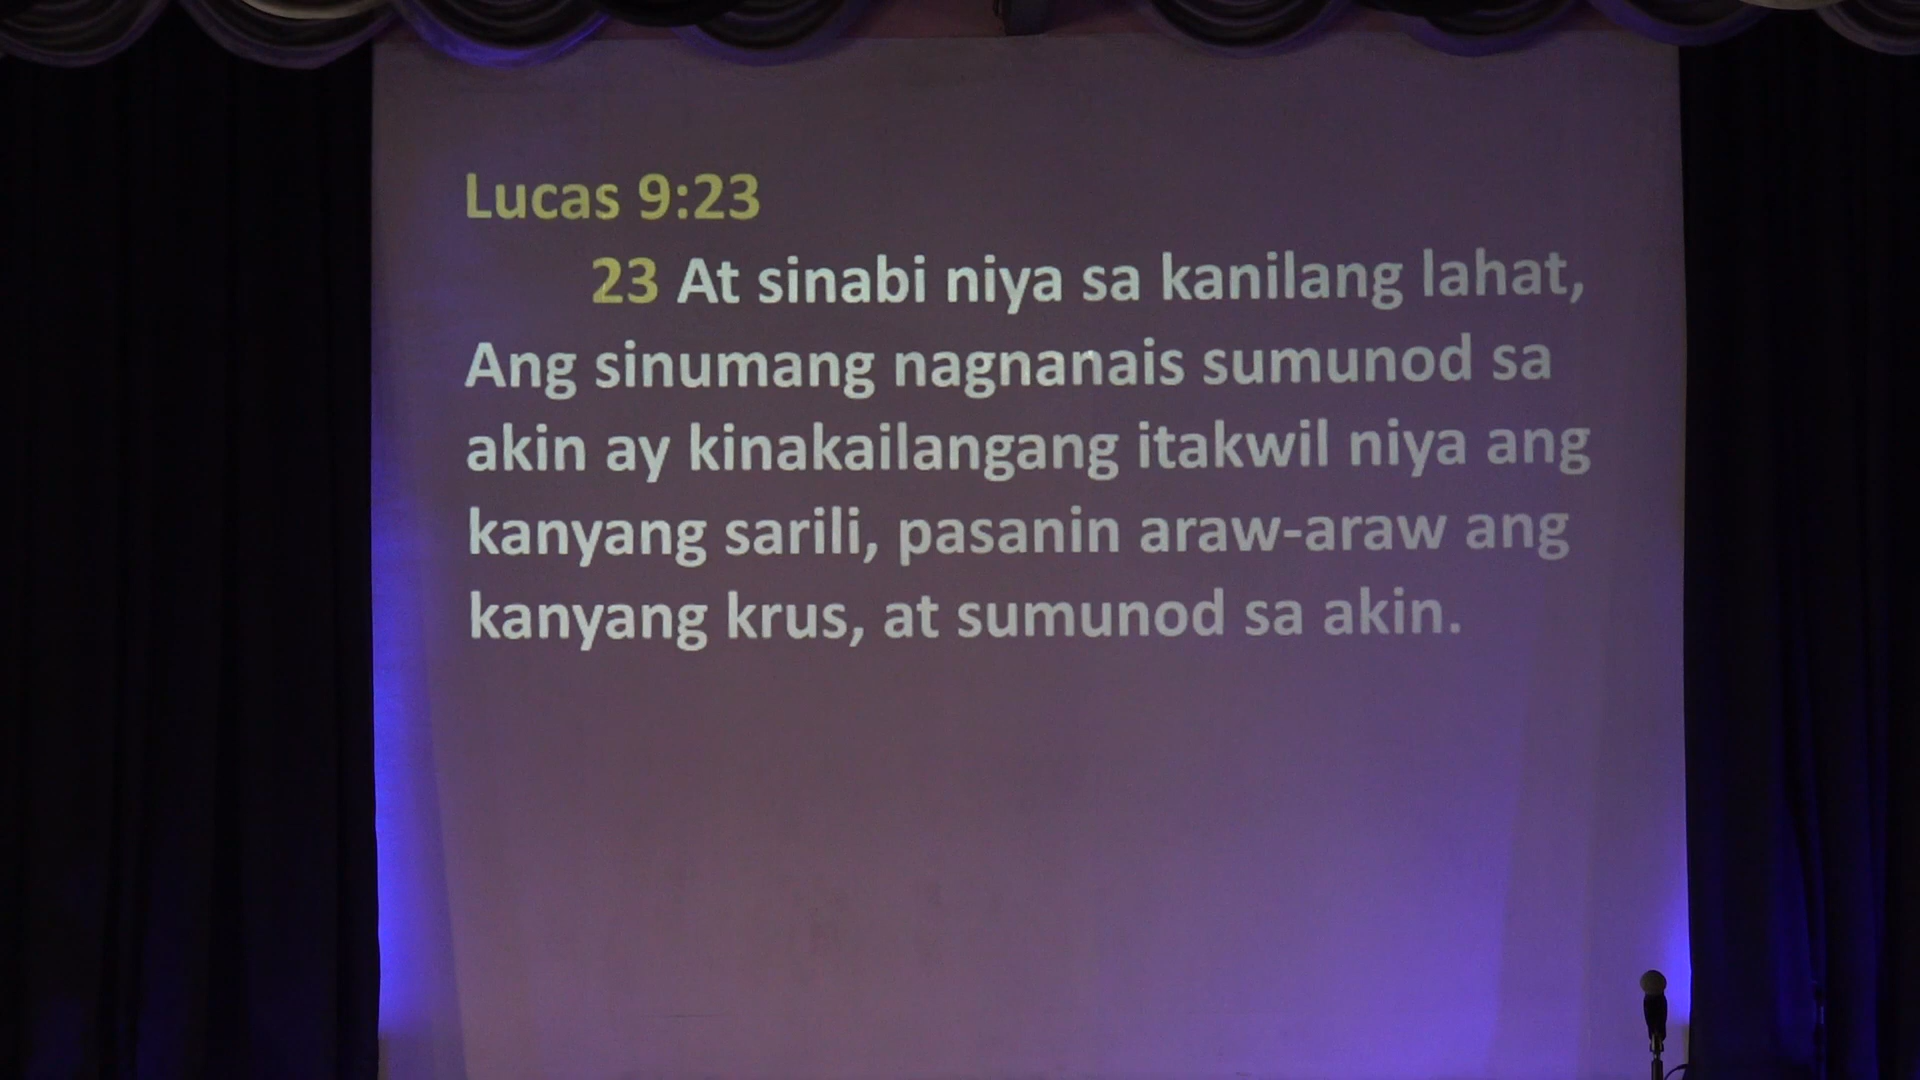 Lucas 9:23
23 At sinabi niya sa kanilang lahat,
Ang sinumang nagnanais sumunod sa
akin ay kinakailangang itakwil niya ang
kanyang sarili, pasanin araw-araw ang
kanyang krus, at sumunod sa akin.